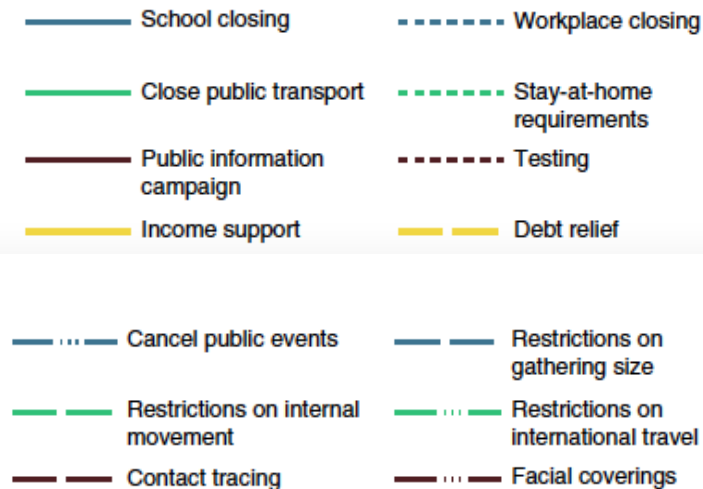 School closing
Workplace closing
Close public transport
Stay-at-home
requirements
Public information
campaign
Testing
Income support
Debt relief
Cancel public events
Restrictions on
gathering size
Restrictions on internal
movement
Restrictions on
international travel
Contact tracing
Facial coverings